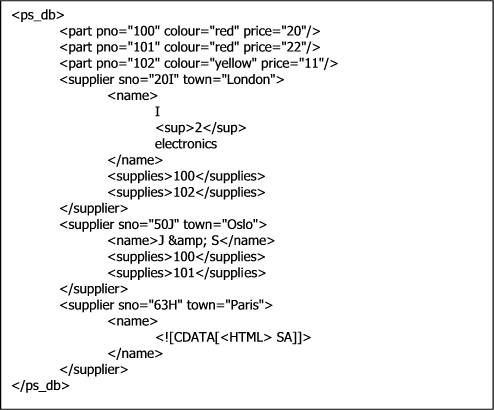 <ps_db>
<part pno="100" colour="red" price="20"/>
<part pno="101" colour="red" price="22"/>
<part pno="102" colour="yellow" price="11"/>
<supplier sno="20I" town="London">
<name>
I
<sup>2</sup>
electronics
</name>
<supplies>100</supplies>
<supplies>102</supplies>
</supplier>
<supplier sno="50J" town="Oslo">
<name>J &amp; S</name>
<supplies>100</supplies>
<supplies>101</supplies>
</supplier>
<supplier sno="63H" town="Paris">
<name>
<![CDATA[<HTML> SA]]>
</name>
</supplier>
</ps_db>